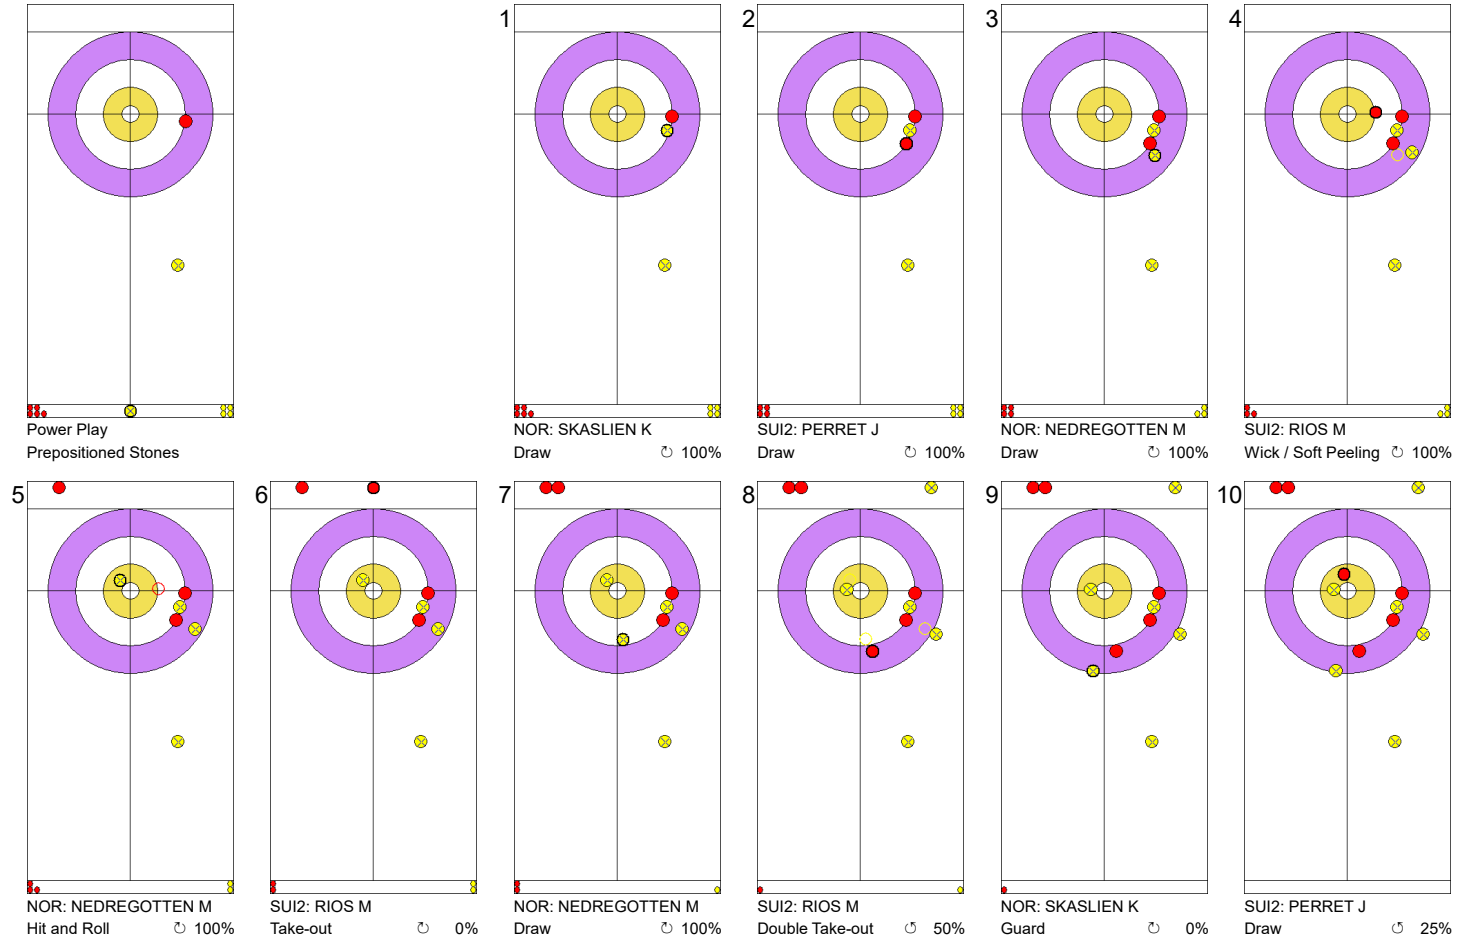 1
2
3
4
Power Play
Prepositioned Stones
NOR: SKASLIEN K
Draw ↻ 100%
SUI2: PERRET J
Draw ↻ 100%
NOR: NEDREGOTTEN M
Draw ↻ 100%
SUI2: RIOS M
Wick / Soft Peeling ↻ 100%
5
6
7
8
9
10
NOR: NEDREGOTTEN M
Hit and Roll ↻ 100%
SUI2: RIOS M
Take-out ↻ 0%
NOR: NEDREGOTTEN M
Draw ↻ 100%
SUI2: RIOS M
Double Take-out ↺ 50%
NOR: SKASLIEN K
Guard ↻ 0%
SUI2: PERRET J
Draw ↺ 25%